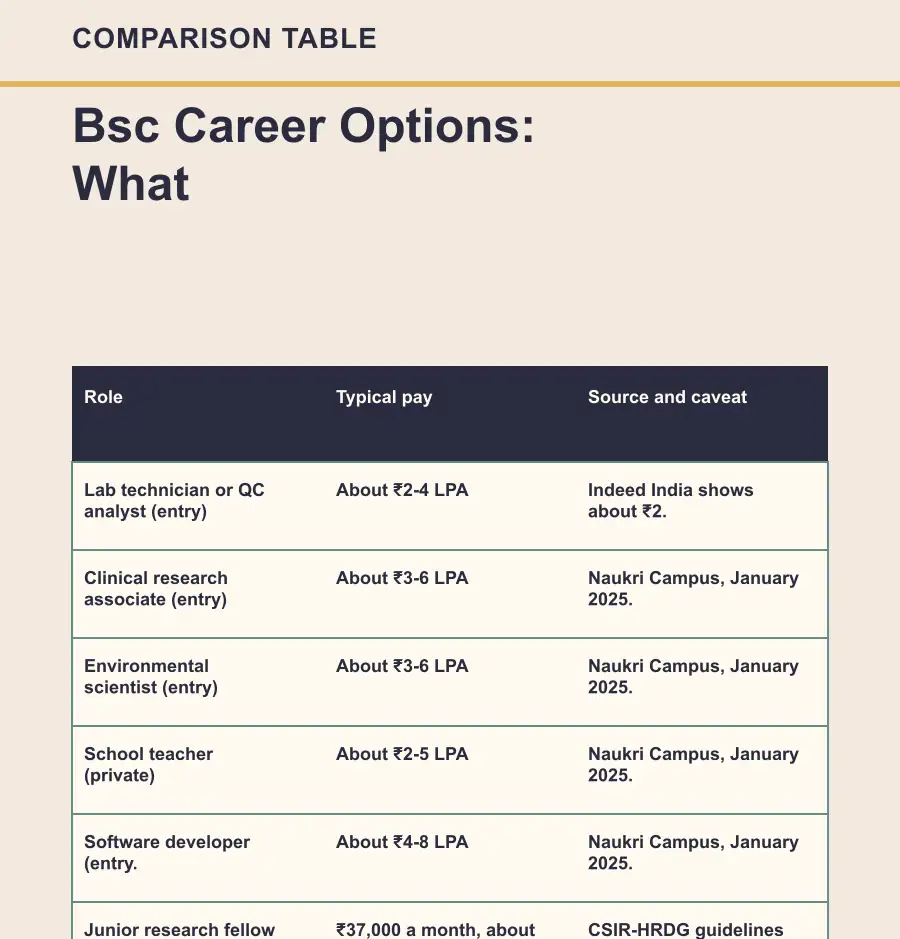 COMPARISON TABLE
Bsc Career Options:
What
Role
Typical pay
Source and caveat
Lab technician or QC
analyst (entry)
About ₹2-4 LPA
Indeed India shows
about ₹2.
Clinical research
associate (entry)
About ₹3-6 LPA
Naukri Campus, January
2025.
Environmental
scientist (entry)
About ₹3-6 LPA
Naukri Campus, January
2025.
School teacher
(private)
About ₹2-5 LPA
Naukri Campus, January
2025.
Software developer
(entry.
About ₹4-8 LPA
Naukri Campus, January
2025.
Junior research fellow
₹37,000 a month, about
CSIR-HRDG guidelines